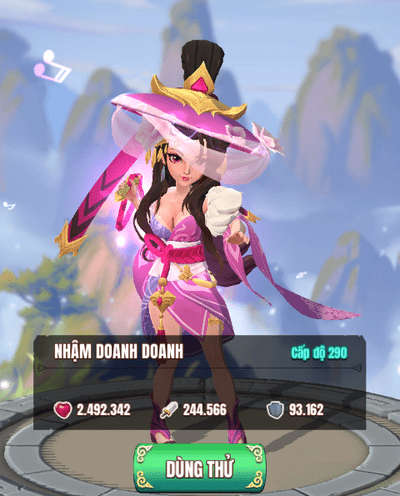 NHẬM DOANH DOANH
Cấp độ 290
2.492.342 244.566 93.162
DÙNG THỬ